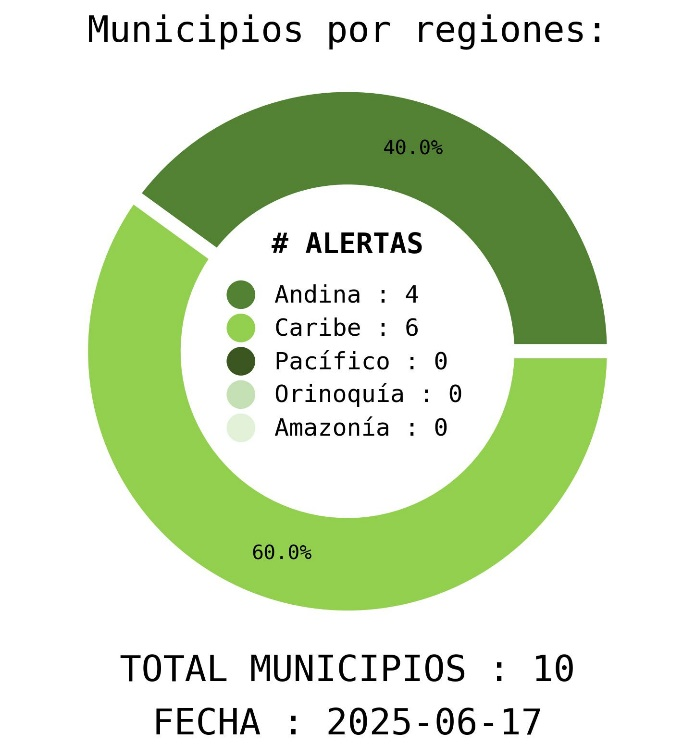 Municipios por regiones:
40.0%
# ALERTAS
Andina : 4
Caribe : 6
Pacífico : 0
Orinoquía : 0
Amazonía : 0
60.0%
TOTAL MUNICIPIOS : 10
FECHA : 2025-06-17